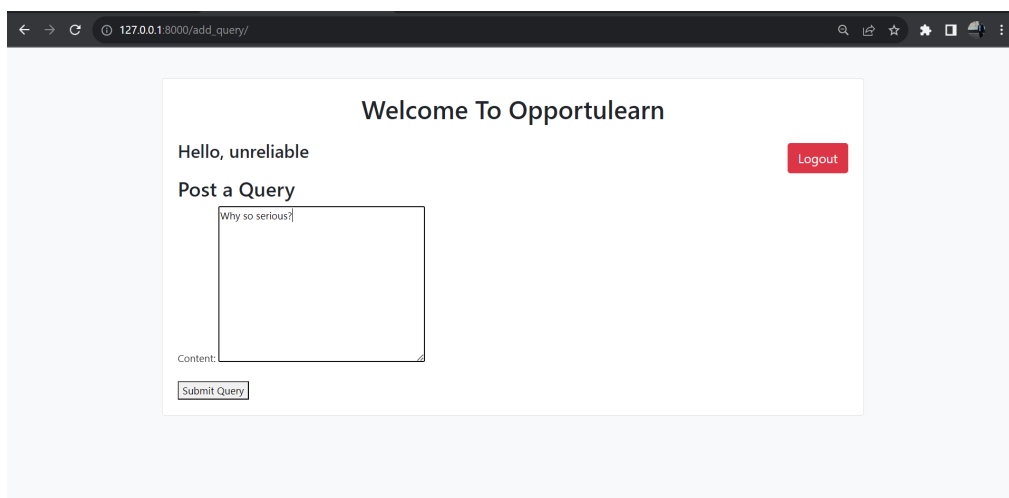 127.0.0.1:8000/add_query/
Welcome To Opportulearn
Hello, unreliable
Logout
Post a Query
Why so serious?
Content:
Submit Query